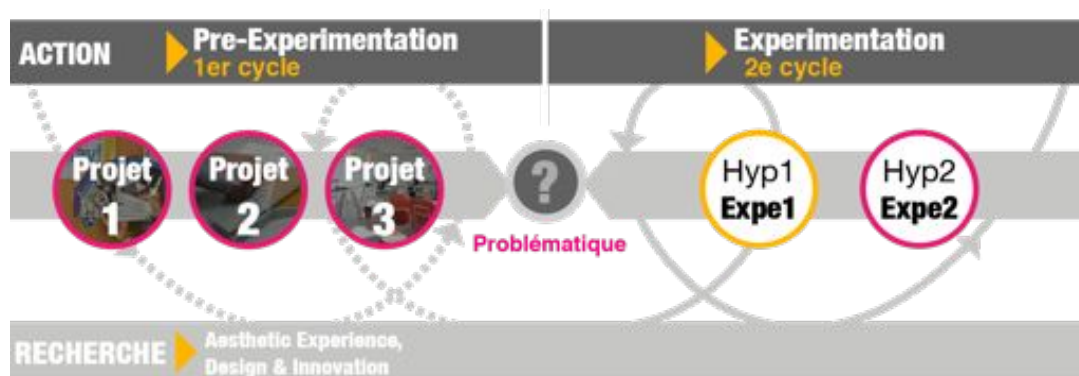 ACTION
Pre-Experimentation
1er cycle
Experimentation
2e cycle
Projet
1
Projet
2
Projet
3
?
Problématique
Hyp1
Expe1
Hyp2
Expe2
RECHERCHE
Aesthetic Experience,
Design & Innovation